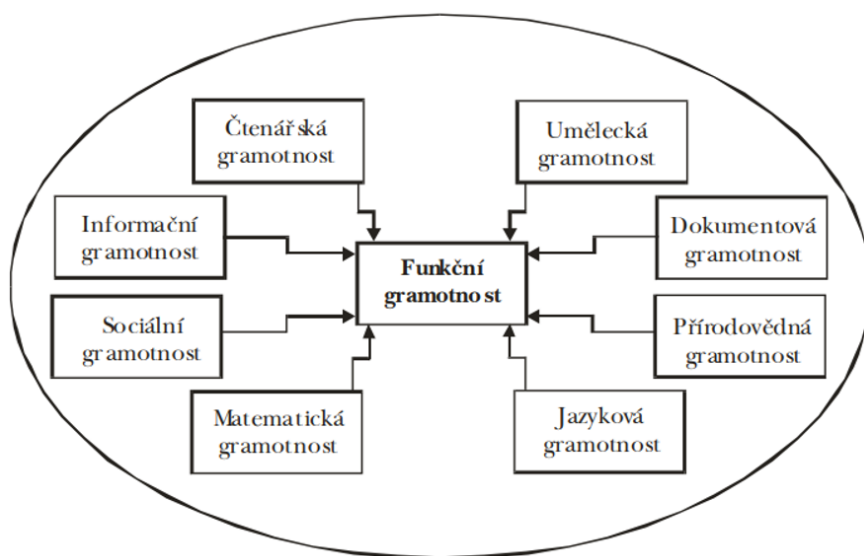 Čtenářská
gramotnost
Umělecká
gramotnost
Informační
gramotnost
Dokumentová
gramotnost
Funkční
gramotnost
Sociální
gramotnost
Přírodovědná
gramotnost
Matematická
gramotnost
Jazyková
gramotnost